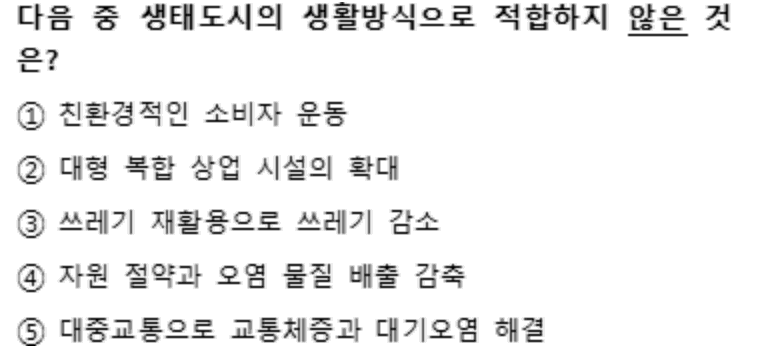 다음 중 생태도시의 생활방식으로 적합하지 않은 것
은?
① 친환경적인 소비자 운동
② 대형 복합 상업 시설의 확대
③ 쓰레기 재활용으로 쓰레기 감소
④ 자원 절약과 오염 물질 배출 감축
⑤ 대중교통으로 교통체증과 대기오염 해결